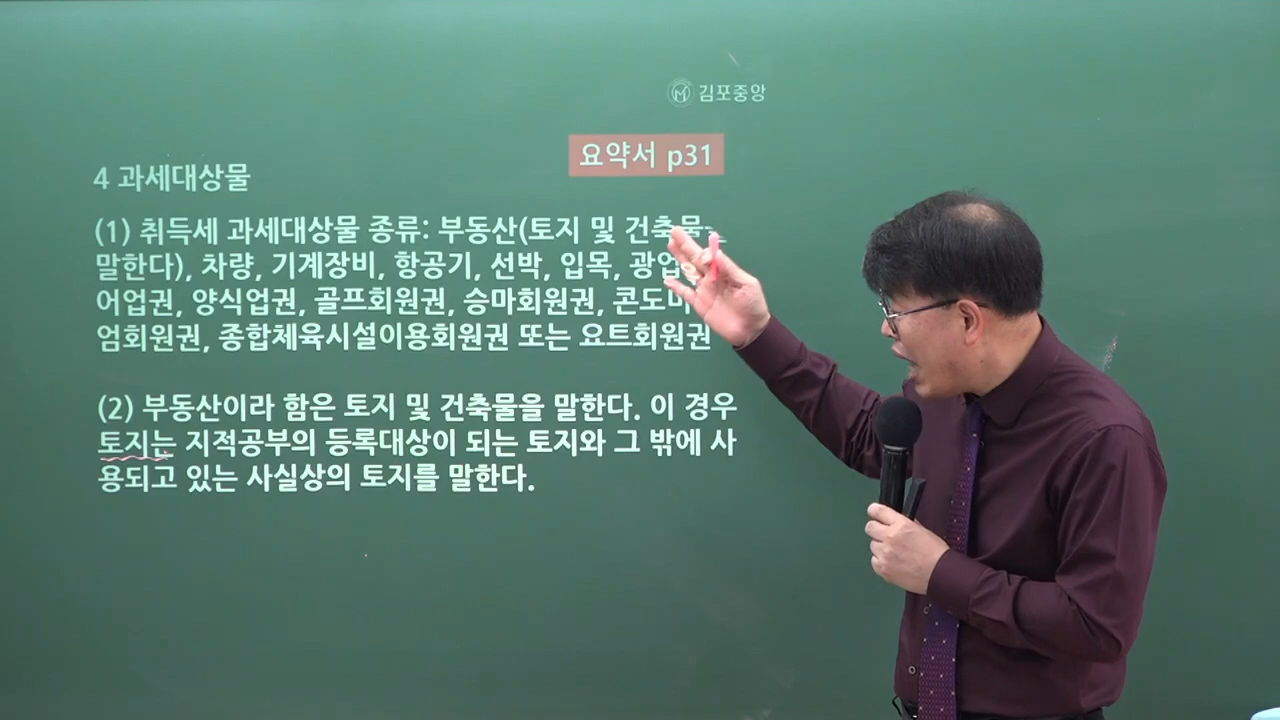 김포중앙
요약서 p31
4 과세대상물
(1) 취득세 과세대상물 종류: 부동산(토지 및 건축물
말한다), 차량, 기계장비, 항공기, 선박, 입목, 광업
어업권, 양식업권, 골프회원권, 승마회원권, 콘도미
엄회원권, 종합체육시설이용회원권 또는 요트회원권
(2) 부동산이라 함은 토지 및 건축물을 말한다. 이 경우
토지는 지적공부의 등록대상이 되는 토지와 그 밖에 사
용되고 있는 사실상의 토지를 말한다.